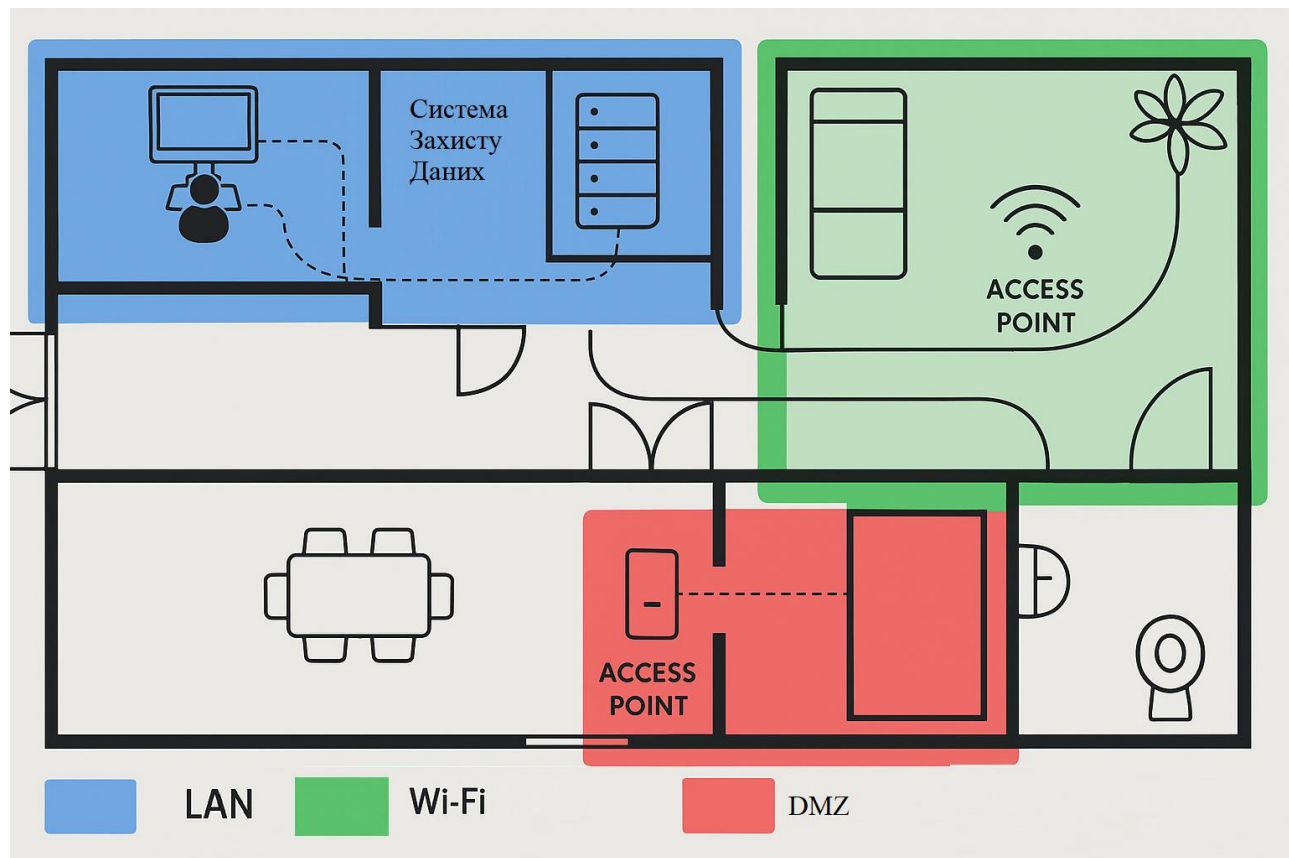 Система
Захисту
Даних
ACCESS
POINT
ACCESS
POINT
LAN
Wi-Fi
DMZ